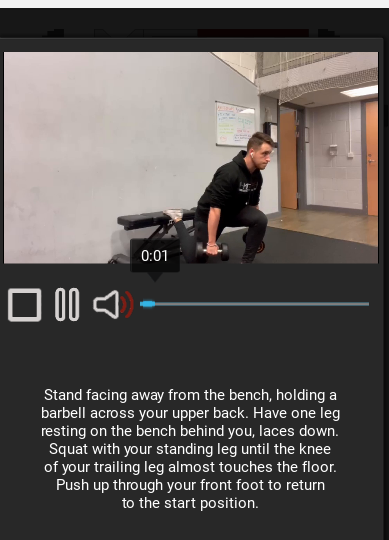 0:01
Stand facing away from the bench, holding a
barbell across your upper back. Have one leg
resting on the bench behind you, laces down.
Squat with your standing leg until the knee
of your trailing leg almost touches the floor.
Push up through your front foot to return
to the start position.